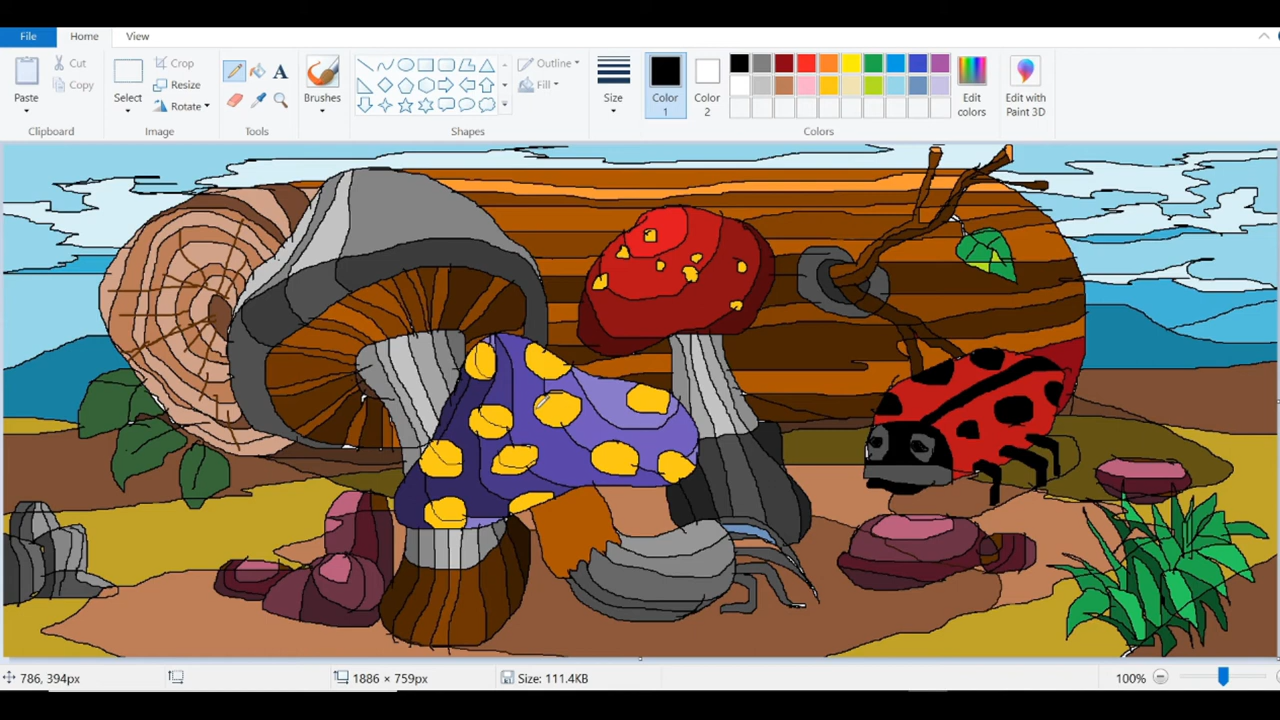 File Home View
Paste
Cut
Copy
Clipboard
Select
Crop
Resize
Rotate
Image
A
Tools
Brushes
Outline
Fill
Shapes
Size
Color
1
Color
2
Edit
colors
Edit with
Paint 3D
Colors
786, 394px
1886 × 759px
Size: 111.4KB
100%